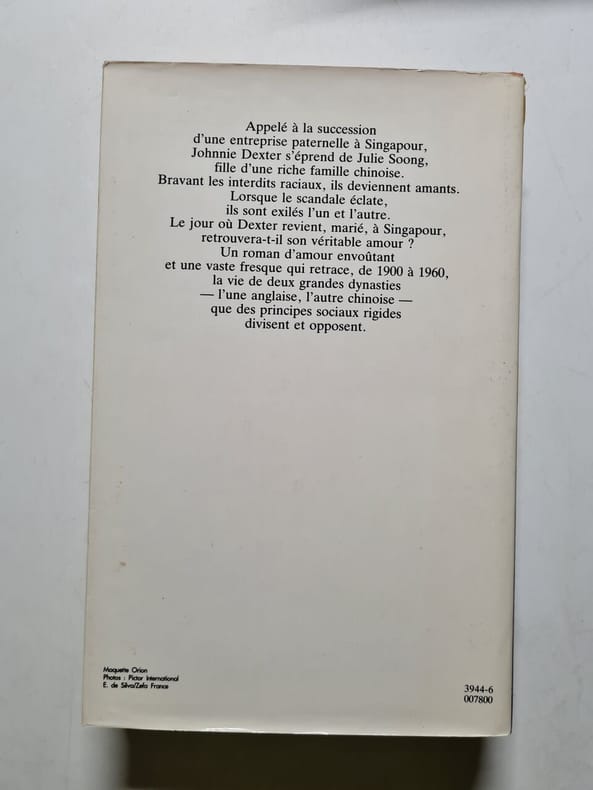 Appelé à la succession
d'une entreprise paternelle à Singapour,
Johnnie Dexter s'éprend de Julie Soong,
fille d'une riche famille chinoise.
Bravant les interdits raciaux, ils deviennent amants.
Lorsque le scandale éclate,
ils sont exilés l'un et l'autre.
Le jour où Dexter revient, marié, à Singapour,
retrouvera-t-il son véritable amour ?
Un roman d'amour envoûtant
et une vaste fresque qui retrace, de 1900 à 1960,
la vie de deux grandes dynasties
— l'une anglaise, l'autre chinoise —
que des principes sociaux rigides
divisent et opposent.
Maquette Orion
Photos : Pictor International
E. de Silva/Zefa France
3944-6
007800